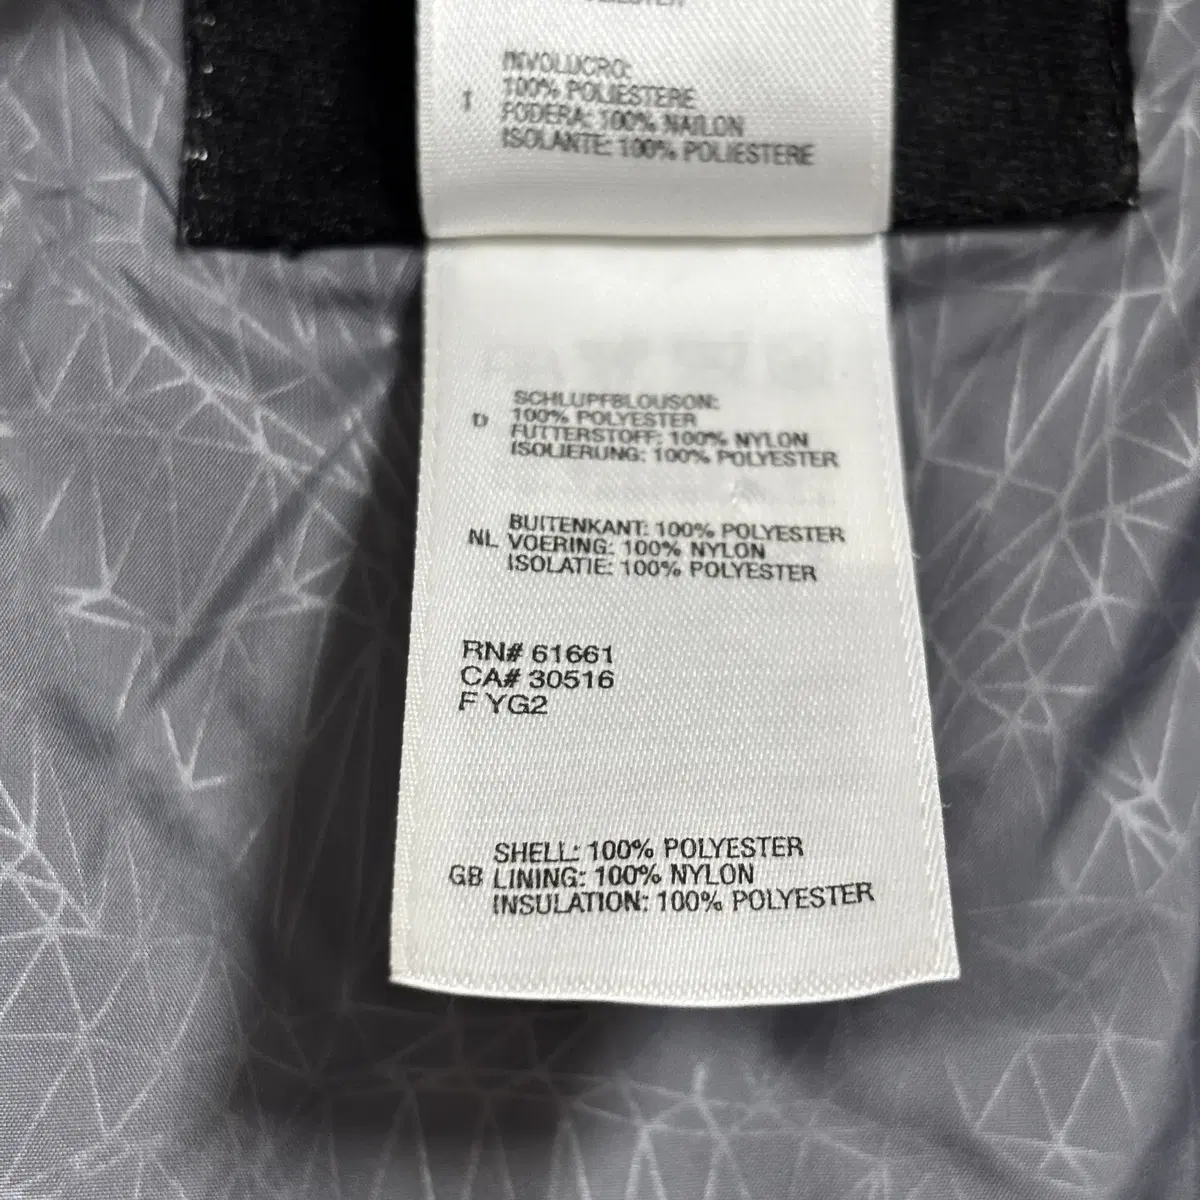 INVOLUCRO:
100% POLIESTERE
I FODERA: 100% NAILON
ISOLANTE: 100% POLIESTERE
SCHLUPFBLOUSON:
D 100% POLYESTER
FUTTERSTOFF: 100% NYLON
ISOLIERUNG: 100% POLYESTER
BUITENKANT: 100% POLYESTER
NL VOERING: 100% NYLON
ISOLATIE: 100% POLYESTER
RN# 61661
CA# 30516
F YG2
SHELL: 100% POLYESTER
GB LINING: 100% NYLON
INSULATION: 100% POLYESTER